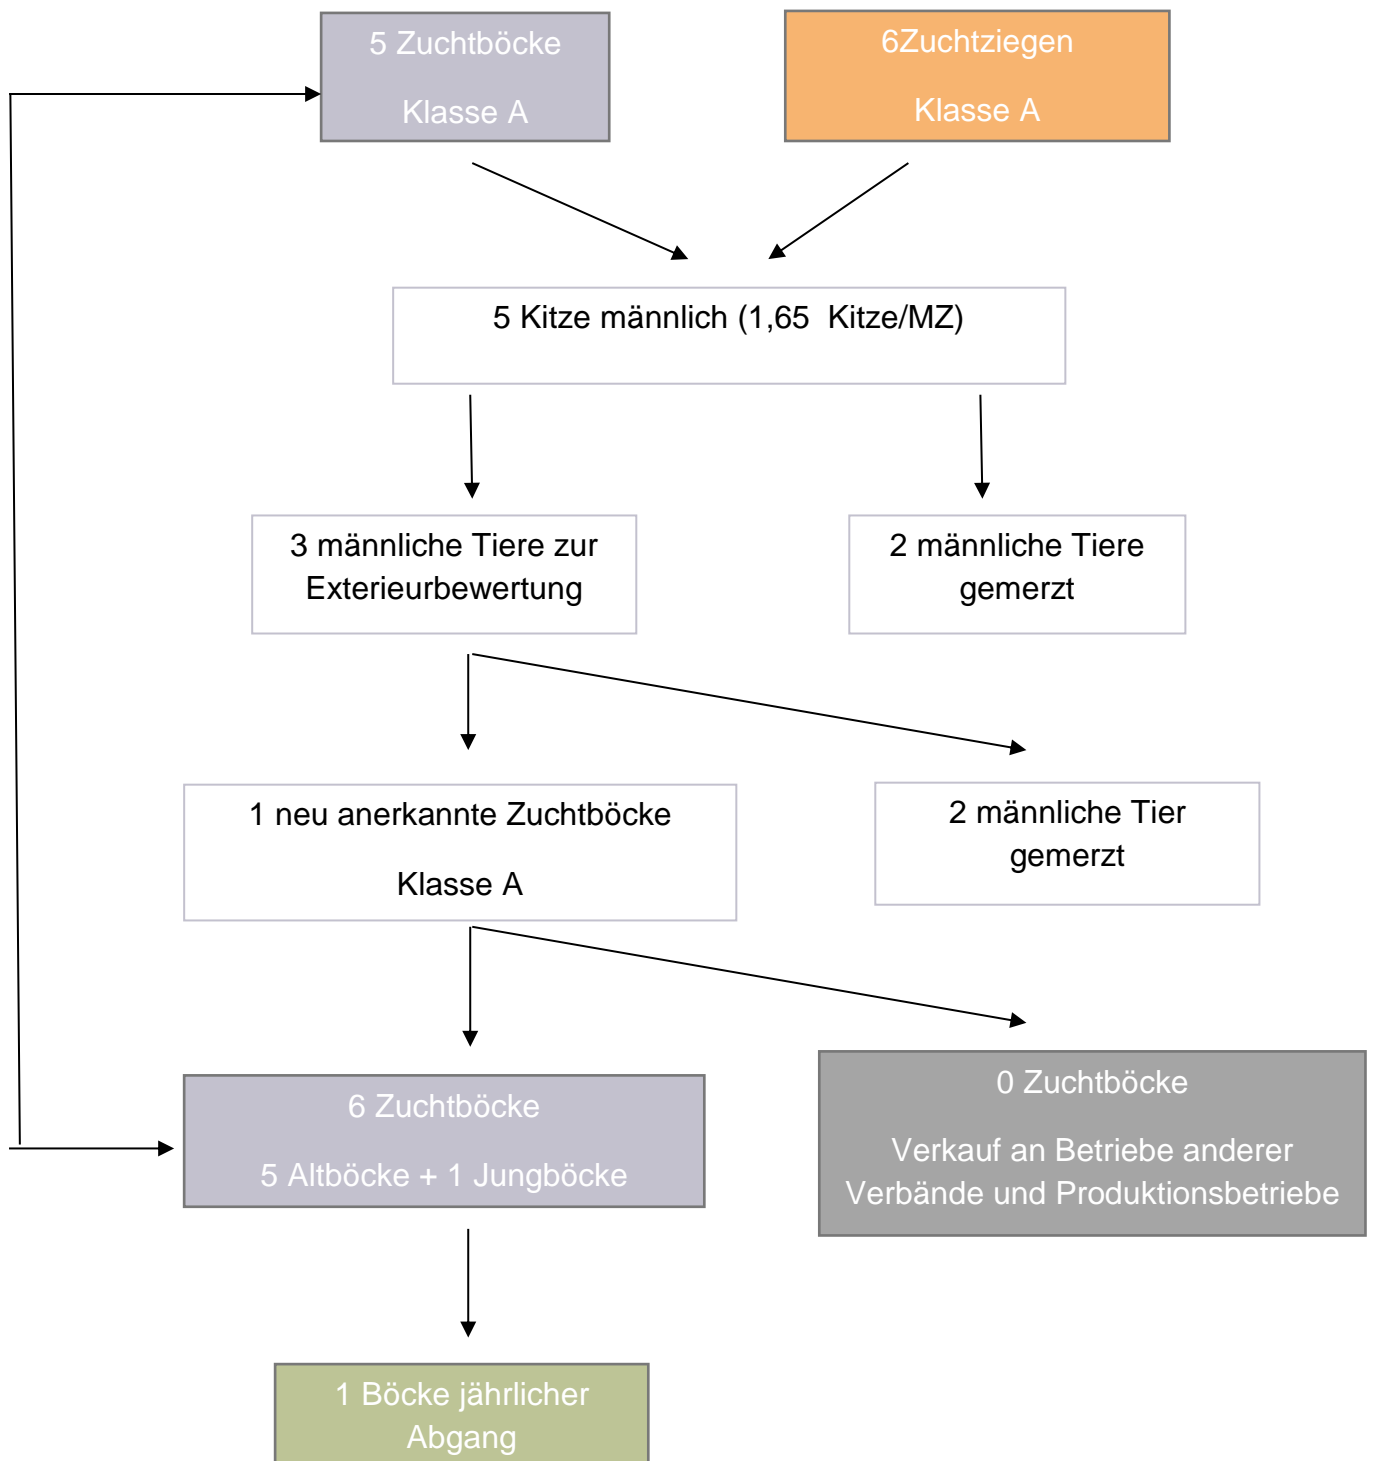 5 Zuchtböcke
Klasse A
6Zuchtziegen
Klasse A
5 Kitze männlich (1,65  Kitze/MZ)
3 männliche Tiere zur
Exterieurbewertung
2 männliche Tiere
gemerzt
1 neu anerkannte Zuchtböcke
Klasse A
2 männliche Tier
gemerzt
6 Zuchtböcke
5 Altböcke + 1 Jungböcke
0 Zuchtböcke
Verkauf an Betriebe anderer
Verbände und Produktionsbetriebe
1 Böcke jährlicher
Abgang